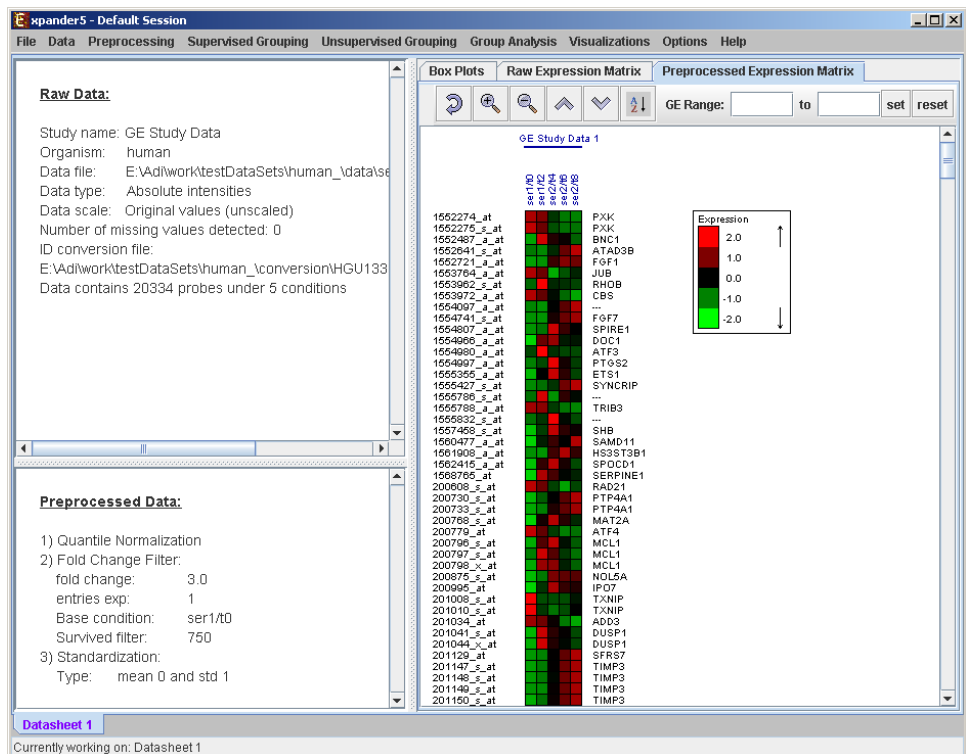 xpander5 - Default Session
File Data Preprocessing Supervised Grouping Unsupervised Grouping Group Analysis Visualizations Options Help
Raw Data:
Study name: GE Study Data
Organism: human
Data file: E:\Adi\work\testDataSets\human_\data\se
Data type: Absolute intensities
Data scale: Original values (unscaled)
Number of missing values detected: 0
ID conversion file:
E:\Adi\work\testDataSets\human_\conversion\HGU133
Data contains 20334 probes under 5 conditions
Preprocessed Data:
1) Quantile Normalization
2) Fold Change Filter:
fold change: 3.0
entries exp: 1
Base condition: ser1/t0
Survived filter: 750
3) Standardization:
Type: mean 0 and std 1
Box Plots Raw Expression Matrix Preprocessed Expression Matrix
GE Range: to set reset
GE Study Data 1
ser1/t0 ser1/t2 ser2/t4 ser2/t6 ser2/t8
1552274_at PXK
1552275_s_at PXK
1552487_a_at BNC1
1552641_s_at ATAD3B
1552721_a_at FGF1
1553764_at JUB
1553962_s_at RHOB
1553972_a_at CBS
1554097_a_at ---
1554741_s_at FGF7
1554807_a_at SPIRE1
1554966_a_at DOC1
1554980_a_at ATF3
1554997_a_at PTGS2
1555355_a_at ETS1
1555427_s_at SYNCRIP
1555786_s_at ---
1555788_a_at TRIB3
1555832_s_at ---
1557458_s_at SHB
1560477_a_at SAMD11
1561908_a_at HS3ST3B1
1562415_a_at SPOCD1
1568765_at SERPINE1
200608_s_at RAD21
200730_s_at PTP4A1
200733_s_at PTP4A1
200768_s_at MAT2A
200779_at ATF4
200796_s_at MCL1
200797_s_at MCL1
200798_x_at MCL1
200875_s_at NOL5A
200995_at IPO7
201008_s_at TXNIP
201010_s_at TXNIP
201034_at ADD3
201041_s_at DUSP1
201044_x_at DUSP1
201129_at SFRS7
201147_s_at TIMP3
201148_s_at TIMP3
201149_s_at TIMP3
201150_s_at TIMP3
Expression
2.0
1.0
0.0
-1.0
-2.0
Datasheet 1
Currently working on: Datasheet 1